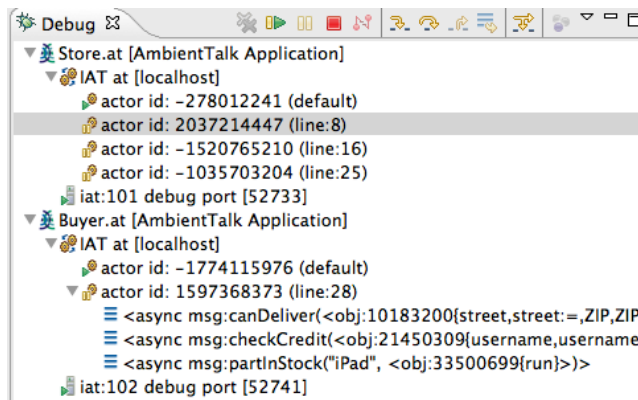 Debug
Store.at [AmbientTalk Application]
IAT at [localhost]
actor id: -278012241 (default)
actor id: 2037214447 (line:8)
actor id: -1520765210 (line:16)
actor id: -1035703204 (line:25)
iat:101 debug port [52733]
Buyer.at [AmbientTalk Application]
IAT at [localhost]
actor id: -1774115976 (default)
actor id: 1597368373 (line:28)
<async msg:canDeliver(<obj:10183200{street,street:=,ZIP,ZIP
<async msg:checkCredit(<obj:21450309{username,username
<async msg:partInStock("iPad", <obj:33500699{run}>)>
iat:102 debug port [52741]